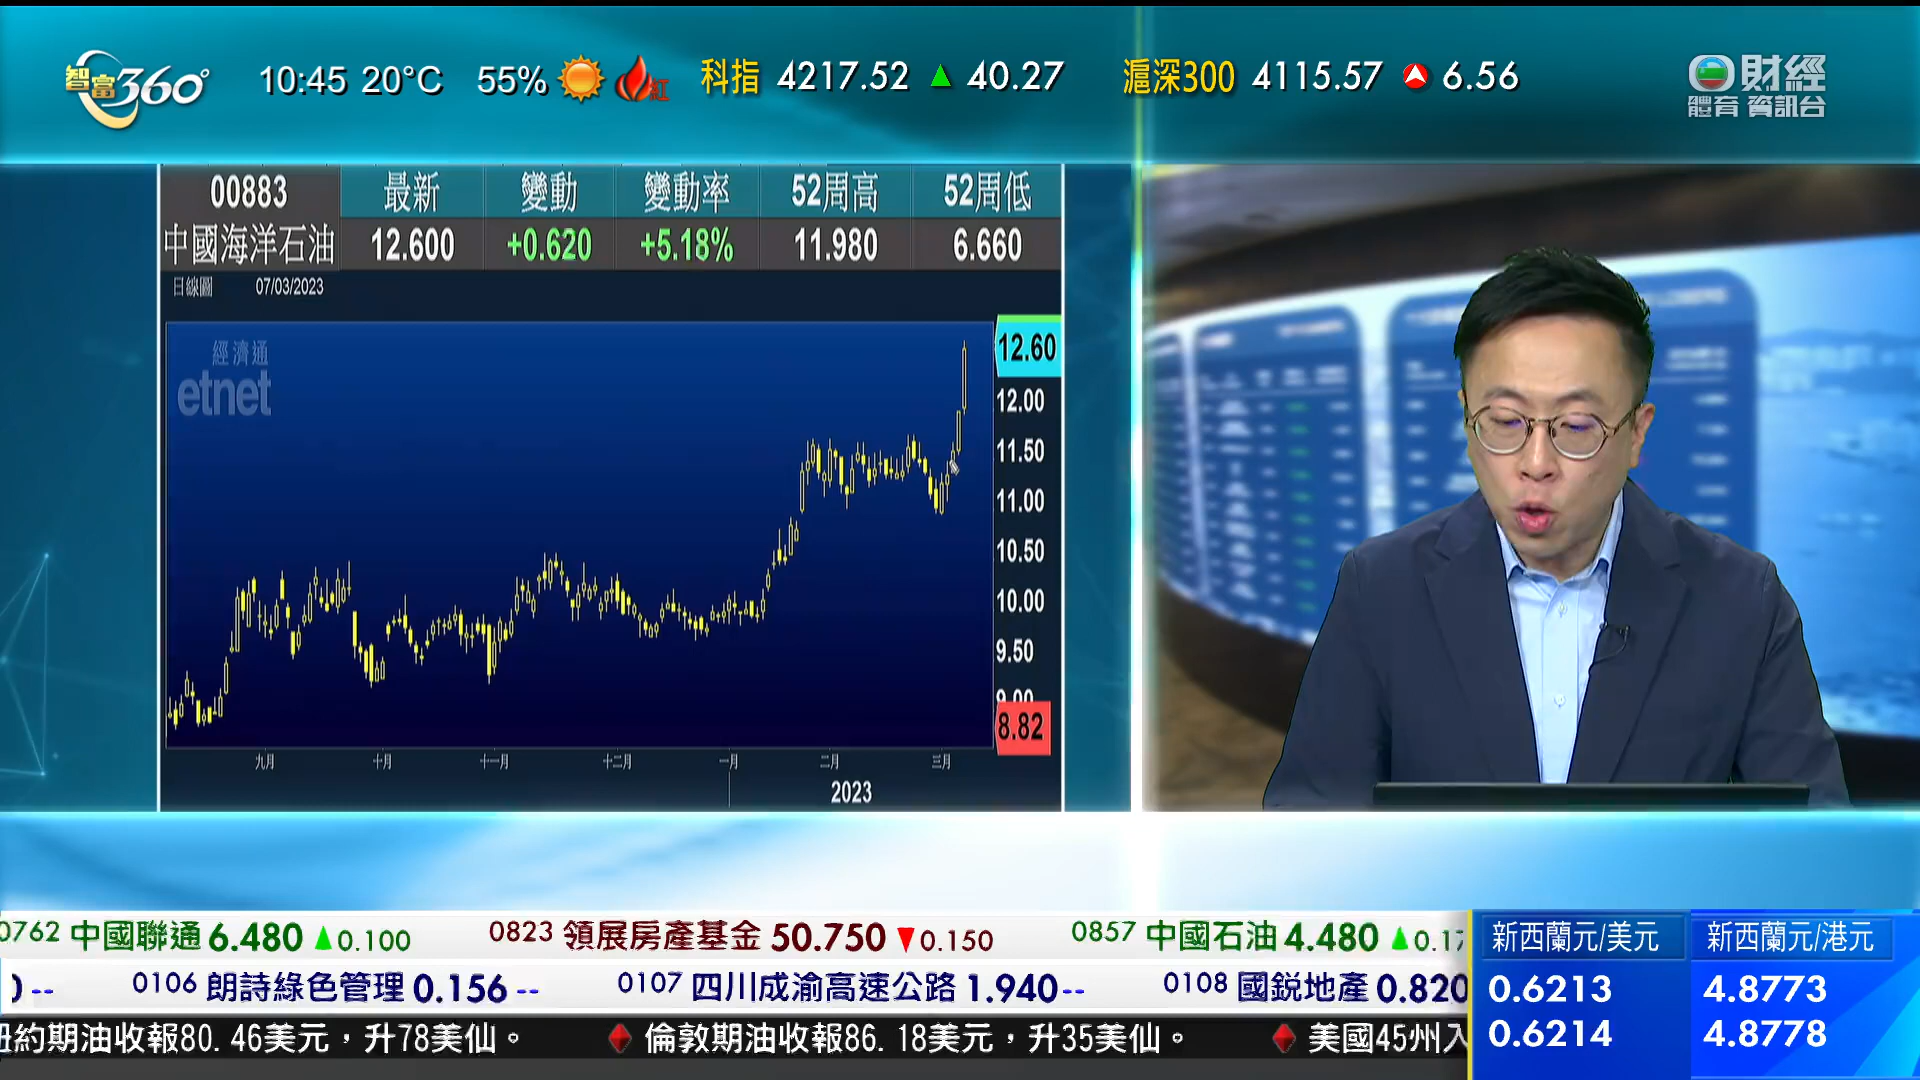 智富360°
10:45 20°C 55% 紅 科指 4217.52 ▲ 40.27 滬深300 4115.57 6.56
財經
體育 資訊台
00883 最新 變動 變動率 52周高 52周低
中國海洋石油 12.600 +0.620 +5.18% 11.980 6.660
日線圖 07/03/2023
經濟通
etnet
12.60
12.00
11.50
11.00
10.50
10.00
9.50
9.00
8.82
九月 十月 十一月 十二月 一月 二月 三月
2023
0762 中國聯通 6.480 ▲ 0.100 0823 領展房產基金 50.750 ▼ 0.150 0857 中國石油 4.480 ▲ 0.17
-- 0106 朗詩綠色管理 0.156 -- 0107 四川成渝高速公路 1.940 -- 0108 國銳地產 0.820
紐約期油收報80.46美元，升78美仙。 倫敦期油收報86.18美元，升35美仙。 美國45州入
新西蘭元/美元 新西蘭元/港元
0.6213 4.8773
0.6214 4.8778